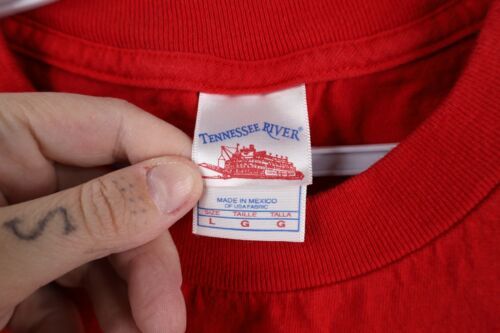 TENNESSEE RIVER®
MADE IN MEXICO
OF USA FABRIC
SIZE TAILLE TALLA
L G G